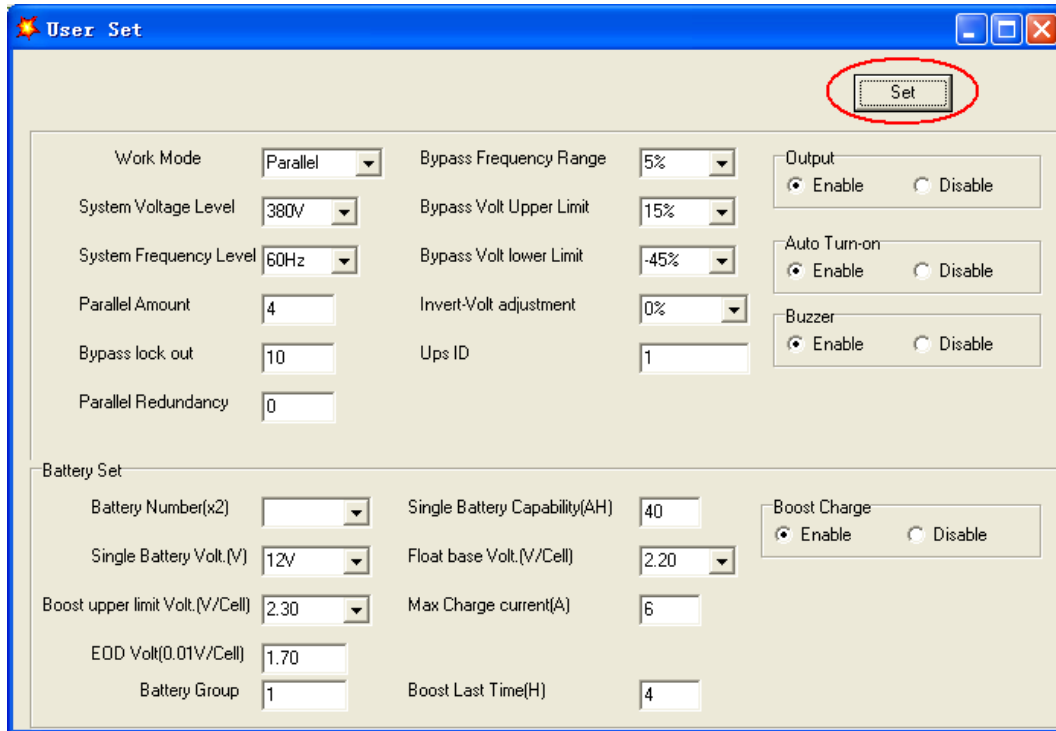 User Set
Set
Work Mode Parallel Bypass Frequency Range 5% Output
Enable Disable
System Voltage Level 380V Bypass Volt Upper Limit 15%
System Frequency Level 60Hz Bypass Volt lower Limit -45% Auto Turn-on
Enable Disable
Parallel Amount 4 Invert-Volt adjustment 0% Buzzer
Enable Disable
Bypass lock out 10 Ups ID 1
Parallel Redundancy 0
Battery Set
Battery Number(x2) Single Battery Capability(AH) 40 Boost Charge
Enable Disable
Single Battery Volt.(V) 12V Float base Volt.(V/Cell) 2.20
Boost upper limit Volt.(V/Cell) 2.30 Max Charge current(A) 6
EOD Volt(0.01V/Cell) 1.70
Battery Group 1 Boost Last Time(H) 4